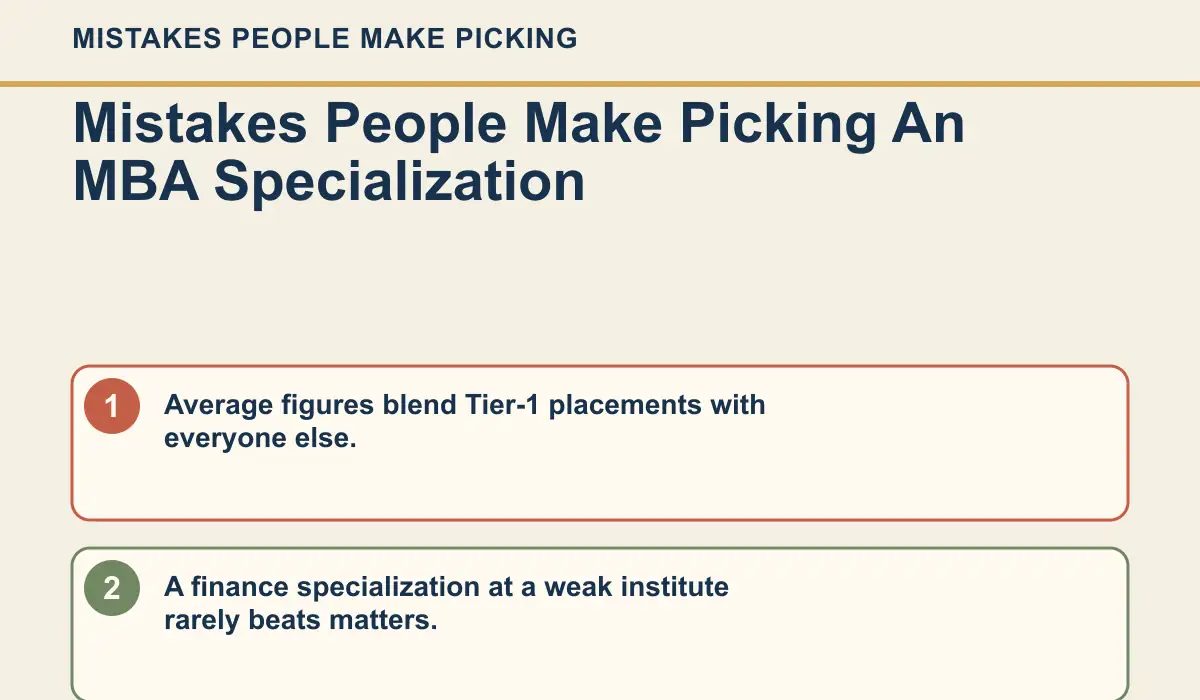 MISTAKES PEOPLE MAKE PICKING
Mistakes People Make Picking An
MBA Specialization
1
Average figures blend Tier-1 placements with
everyone else.
2
A finance specialization at a weak institute
rarely beats matters.